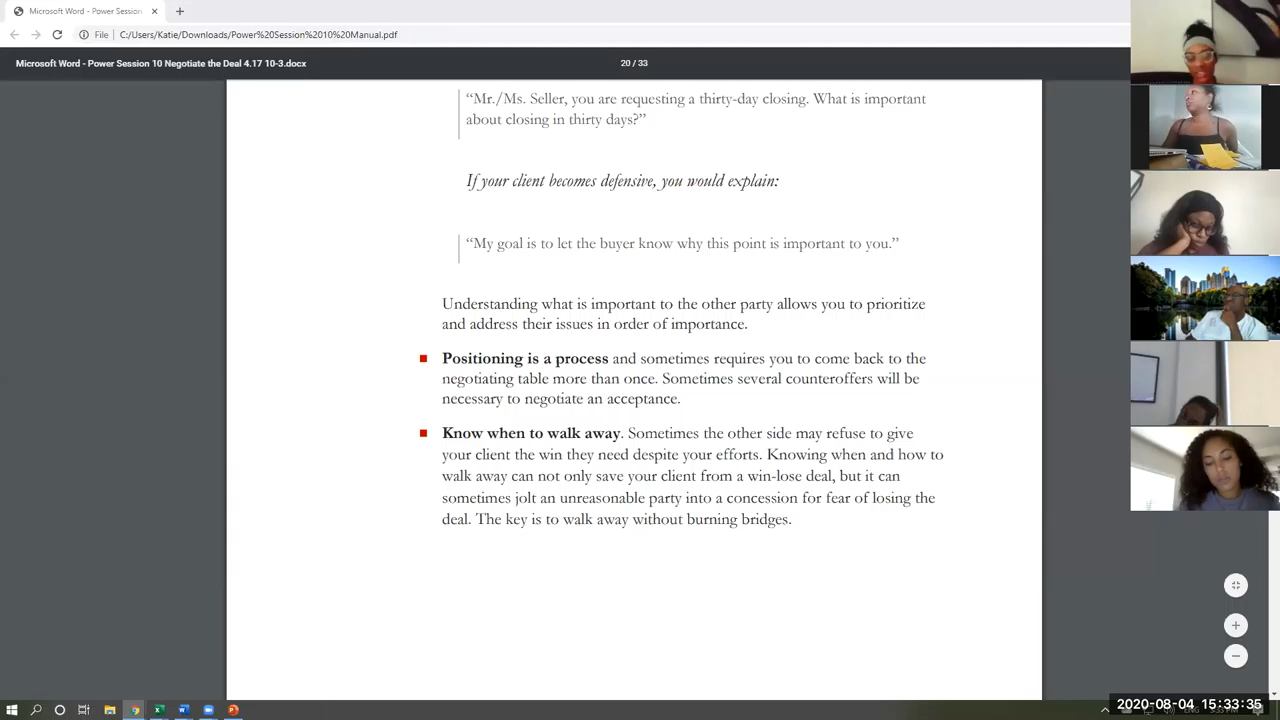 Microsoft Word - Power Session
File
C:/Users/Katie/Downloads/Power%20Session%2010%20Manual.pdf
Microsoft Word - Power Session 10 Negotiate the Deal 4.17 10-3.docx
20 / 33
“Mr./Ms. Seller, you are requesting a thirty-day closing. What is important
about closing in thirty days?”
If your client becomes defensive, you would explain:
“My goal is to let the buyer know why this point is important to you.”
Understanding what is important to the other party allows you to prioritize
and address their issues in order of importance.
Positioning is a process and sometimes requires you to come back to the
negotiating table more than once. Sometimes several counteroffers will be
necessary to negotiate an acceptance.
Know when to walk away. Sometimes the other side may refuse to give
your client the win they need despite your efforts. Knowing when and how to
walk away can not only save your client from a win-lose deal, but it can
sometimes jolt an unreasonable party into a concession for fear of losing the
deal. The key is to walk away without burning bridges.
2020-08-04 15:33:35